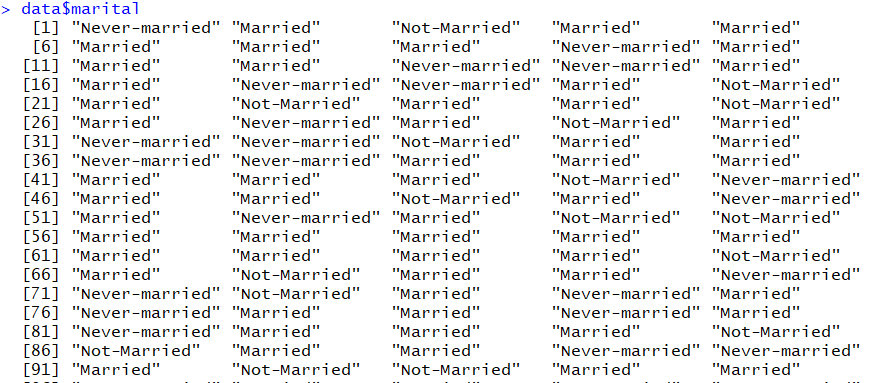 > data$marital
[1] "Never-married" "Married" "Not-Married" "Married" "Married"
[6] "Married" "Married" "Married" "Never-married" "Married"
[11] "Married" "Married" "Never-married" "Never-married" "Married"
[16] "Married" "Never-married" "Never-married" "Married" "Not-Married"
[21] "Married" "Not-Married" "Married" "Married" "Not-Married"
[26] "Married" "Never-married" "Married" "Not-Married" "Married"
[31] "Never-married" "Never-married" "Not-Married" "Married" "Married"
[36] "Never-married" "Never-married" "Married" "Married" "Married"
[41] "Married" "Married" "Married" "Not-Married" "Never-married"
[46] "Married" "Married" "Not-Married" "Married" "Never-married"
[51] "Married" "Never-married" "Married" "Not-Married" "Not-Married"
[56] "Married" "Married" "Married" "Married" "Married"
[61] "Married" "Married" "Married" "Married" "Not-Married"
[66] "Married" "Not-Married" "Married" "Married" "Never-married"
[71] "Never-married" "Not-Married" "Married" "Never-married" "Married"
[76] "Never-married" "Married" "Married" "Never-married" "Married"
[81] "Never-married" "Married" "Married" "Married" "Not-Married"
[86] "Not-Married" "Married" "Married" "Never-married" "Never-married"
[91] "Married" "Not-Married" "Not-Married" "Married" "Married"